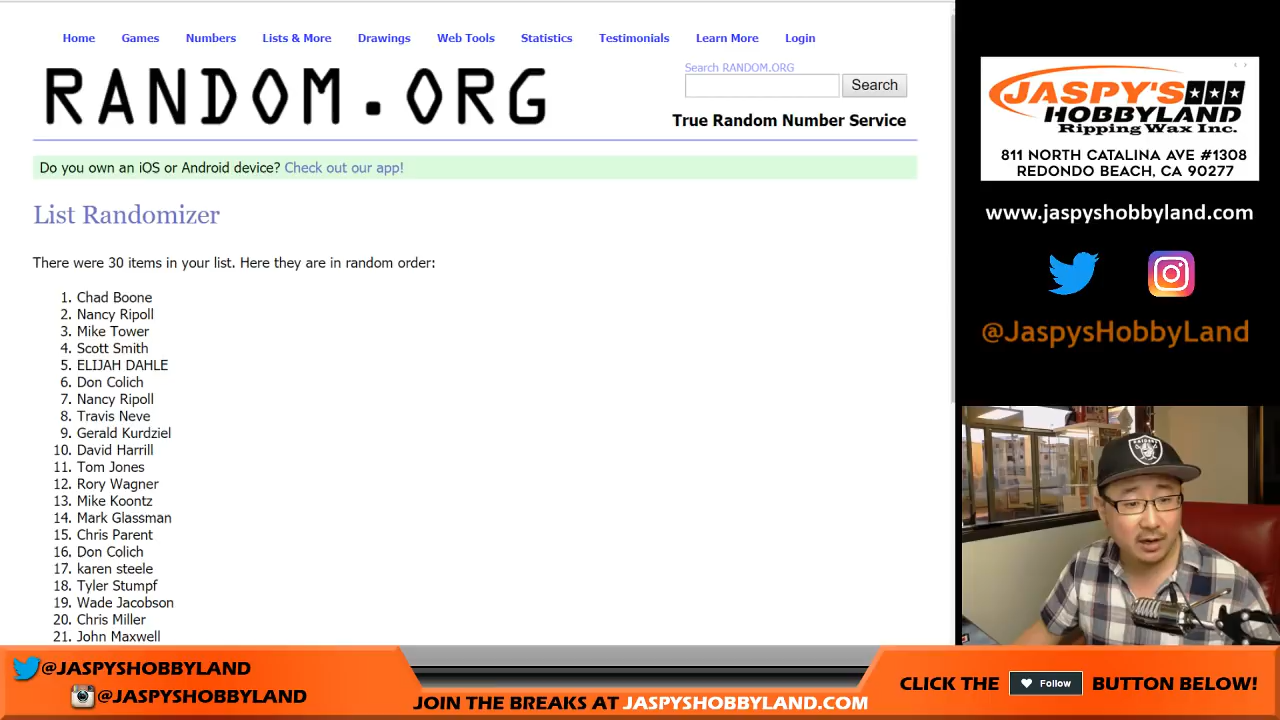 Home Games Numbers Lists & More Drawings Web Tools Statistics Testimonials Learn More Login
RANDOM.ORG
Search RANDOM.ORG
Search
True Random Number Service
Do you own an iOS or Android device? Check out our app!
List Randomizer
There were 30 items in your list. Here they are in random order:
1. Chad Boone
2. Nancy Ripoll
3. Mike Tower
4. Scott Smith
5. ELIJAH DAHLE
6. Don Colich
7. Nancy Ripoll
8. Travis Neve
9. Gerald Kurdziel
10. David Harrill
11. Tom Jones
12. Rory Wagner
13. Mike Koontz
14. Mark Glassman
15. Chris Parent
16. Don Colich
17. karen steele
18. Tyler Stumpf
19. Wade Jacobson
20. Chris Miller
21. John Maxwell
JASPY'S
HOBBYLAND
Ripping Wax Inc.
811 NORTH CATALINA AVE #1308
REDONDO BEACH, CA 90277
www.jaspyshobbyland.com
@JaspysHobbyLand
RAIDERS
@JASPYSHOBBYLAND
@JASPYSHOBBYLAND
JOIN THE BREAKS AT JASPYSHOBBYLAND.COM
CLICK THE Follow BUTTON BELOW!